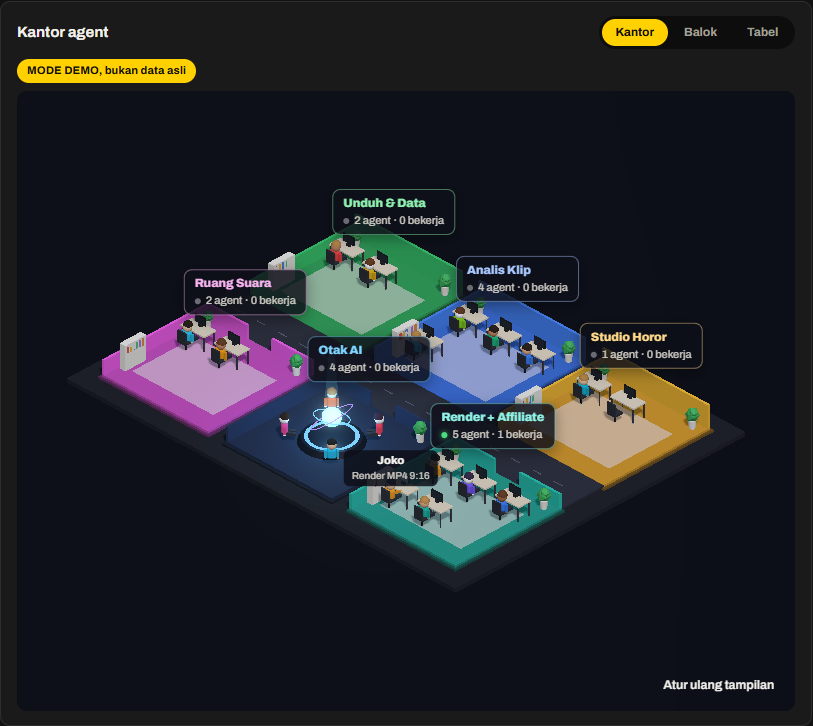 Kantor agent
Kantor
Balok
Tabel
MODE DEMO, bukan data asli
Unduh & Data
2 agent · 0 bekerja
Analis Klip
4 agent · 0 bekerja
Ruang Suara
2 agent · 0 bekerja
Studio Horor
1 agent · 0 bekerja
Otak AI
4 agent · 0 bekerja
Render + Affiliate
5 agent · 1 bekerja
Joko
Render MP4 9:16
Atur ulang tampilan